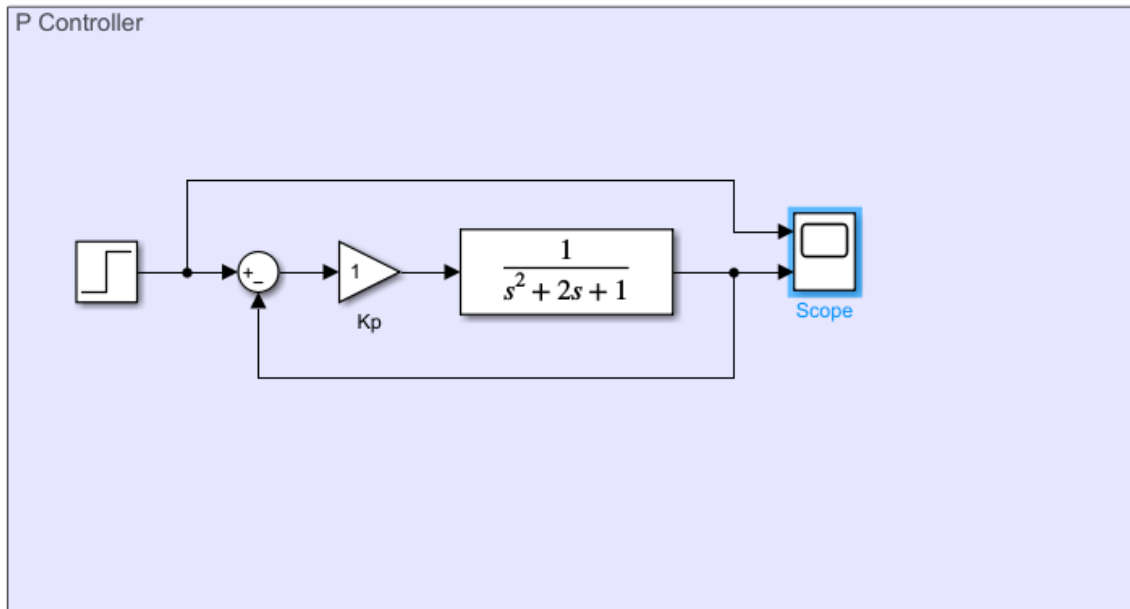 P Controller
+
−
1
Kp
1
s² + 2s + 1
Scope